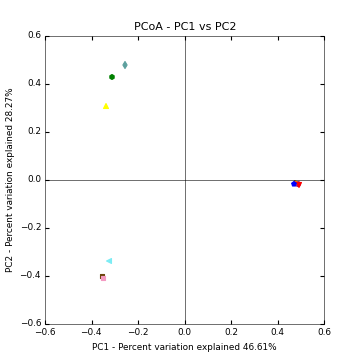 PCoA - PC1 vs PC2
0.6
0.4
0.2
0.0
−0.2
−0.4
−0.6
PC2 - Percent variation explained 28.27%
−0.6 −0.4 −0.2 0.0 0.2 0.4 0.6
PC1 - Percent variation explained 46.61%